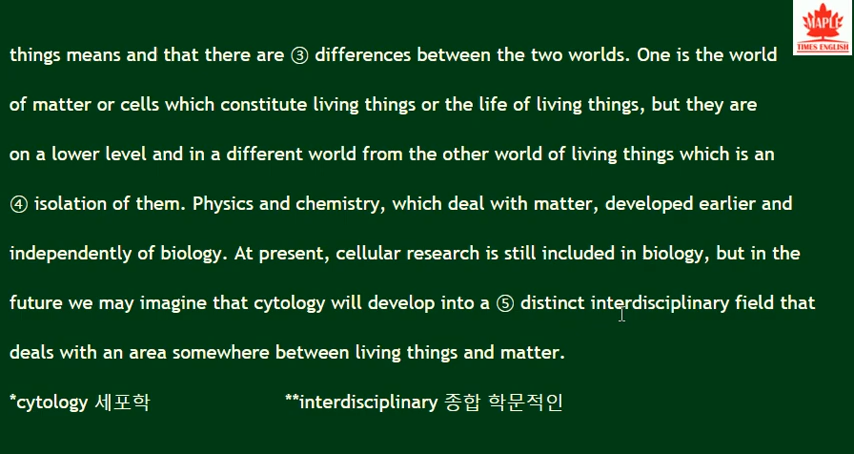 MAPLE
TIMES ENGLISH
things means and that there are ③ differences between the two worlds. One is the world
of matter or cells which constitute living things or the life of living things, but they are
on a lower level and in a different world from the other world of living things which is an
④ isolation of them. Physics and chemistry, which deal with matter, developed earlier and
independently of biology. At present, cellular research is still included in biology, but in the
future we may imagine that cytology will develop into a ⑤ distinct interdisciplinary field that
deals with an area somewhere between living things and matter.
*cytology 세포학 **interdisciplinary 종합 학문적인